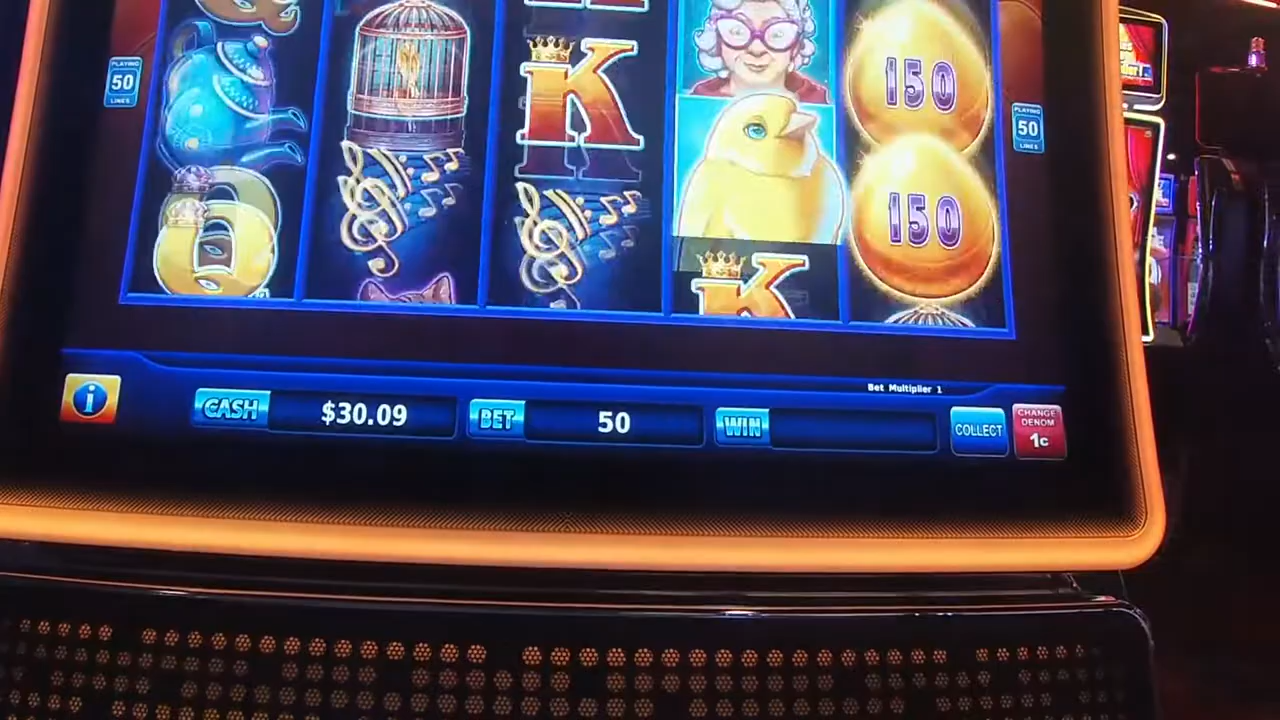 K
150
PLAYING
50
LINES
PLAYING
50
LINES
150
Q
K
Bet Multiplier 1
CASH
$30.09
BET
50
WIN
COLLECT
CHANGE
DENOM
1c